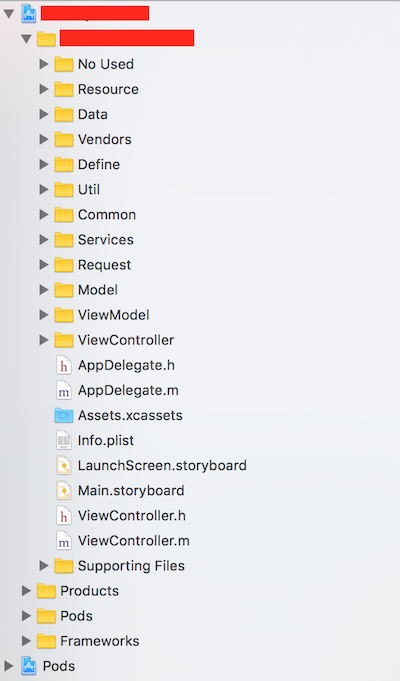 No Used
Resource
Data
Vendors
Define
Util
Common
Services
Request
Model
ViewModel
ViewController
h AppDelegate.h
m AppDelegate.m
Assets.xcassets
Info.plist
LaunchScreen.storyboard
Main.storyboard
h ViewController.h
m ViewController.m
Supporting Files
Products
Pods
Frameworks
Pods